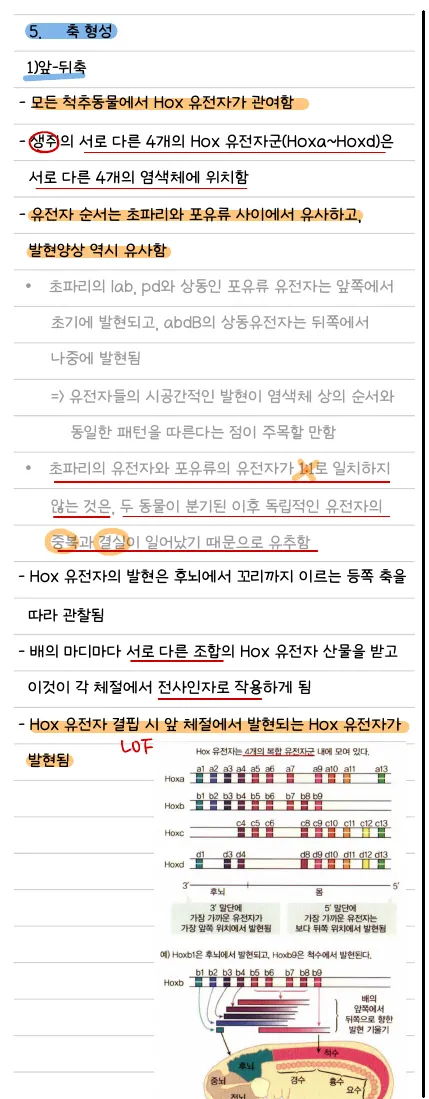 5. 축 형성
1)앞-뒤축
- 모든 척추동물에서 Hox 유전자가 관여함
- 생쥐의 서로 다른 4개의 Hox 유전자군(Hoxa~Hoxd)은
서로 다른 4개의 염색체에 위치함
- 유전자 순서는 초파리와 포유류 사이에서 유사하고,
발현양상 역시 유사함
• 초파리의 lab, pd와 상동인 포유류 유전자는 앞쪽에서
초기에 발현되고, abdB의 상동유전자는 뒤쪽에서
나중에 발현됨
=> 유전자들의 시공간적인 발현이 염색체 상의 순서와
동일한 패턴을 따른다는 점이 주목할 만함
• 초파리의 유전자와 포유류의 유전자가 1:1로 일치하지
않는 것은, 두 동물이 분기된 이후 독립적인 유전자의
중복과 결실이 일어났기 때문으로 유추함
- Hox 유전자의 발현은 후뇌에서 꼬리까지 이르는 등쪽 축을
따라 관찰됨
- 배의 마디마다 서로 다른 조합의 Hox 유전자 산물을 받고
이것이 각 체절에서 전사인자로 작용하게 됨
- Hox 유전자 결핍 시 앞 체절에서 발현되는 Hox 유전자가
LOF
발현됨
Hox 유전자는 4개의 복합 유전자군 내에 모여 있다.
a1 a2 a3 a4 a5 a6 a7 a9 a10 a11 a13
Hoxa
b1 b2 b3 b4 b5 b6 b7 b8 b9
Hoxb
c4 c5 c6 c8 c9 c10 c11 c12 c13
Hoxc
d1 d3 d4 d8 d9 d10 d11 d12 d13
Hoxd
3′ 후뇌 몸 5′
3′ 말단에 5′ 말단에
가장 가까운 유전자가 가장 가까운 유전자는
가장 앞쪽 위치에서 발현됨 보다 뒤쪽 위치에서 발현됨
예) Hoxb1은 후뇌에서 발현되고, Hoxb9은 척수에서 발현된다.
b1 b2 b3 b4 b5 b6 b7 b8 b9
Hoxb
배의
앞쪽에서
뒤쪽으로 향한
발현 기울기
척수
후뇌
중뇌 경수 흉수
요수
전뇌